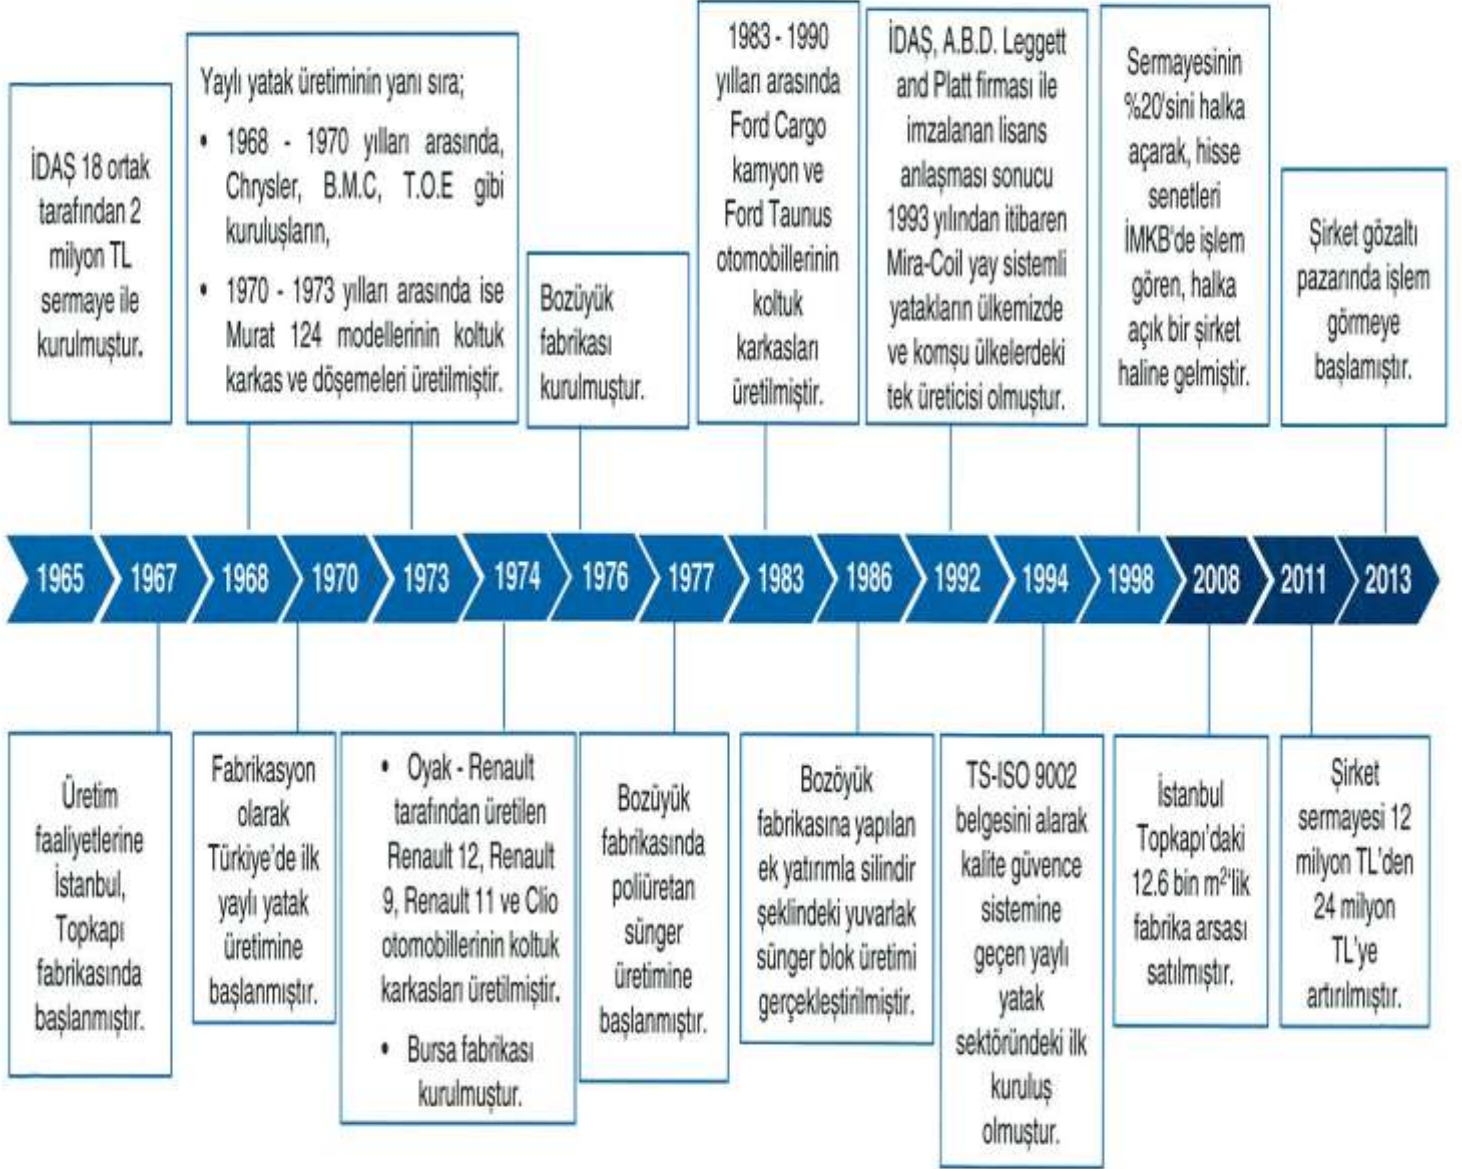 İDAŞ 18 ortak
tarafından 2
milyon TL
sermaye ile
kurulmuştur.
Yaylı yatak üretiminin yanı sıra;
• 1968 - 1970 yılları arasında,
Chrysler, B.M.C, T.O.E gibi
kuruluşların,
• 1970 - 1973 yılları arasında ise
Murat 124 modellerinin koltuk
karkas ve döşemeleri üretilmiştir.
Bozüyük
fabrikası
kurulmuştur.
1983 - 1990
yılları arasında
Ford Cargo
kamyon ve
Ford Taunus
otomobillerinin
koltuk
karkasları
üretilmiştir.
İDAŞ, A.B.D. Leggett
and Platt firması ile
imzalanan lisans
anlaşması sonucu
1993 yılından itibaren
Mira-Coil yay sistemli
yatakların ülkemizde
ve komşu ülkelerdeki
tek üreticisi olmuştur.
Sermayesinin
%20'sini halka
açarak, hisse
senetleri
İMKB'de işlem
gören, halka
açık bir şirket
haline gelmiştir.
Şirket gözaltı
pazarında işlem
görmeye
başlamıştır.
1965 1967 1968 1970 1973 1974 1976 1977 1983 1986 1992 1994 1998 2008 2011 2013
Üretim
faaliyetlerine
İstanbul,
Topkapı
fabrikasında
başlanmıştır.
Fabrikasyon
olarak
Türkiye'de ilk
yaylı yatak
üretimine
başlanmıştır.
• Oyak - Renault
tarafından üretilen
Renault 12, Renault
9, Renault 11 ve Clio
otomobillerinin koltuk
karkasları üretilmiştir.
• Bursa fabrikası
kurulmuştur.
Bozüyük
fabrikasında
poliüretan
sünger
üretimine
başlanmıştır.
Bozöyük
fabrikasına yapılan
ek yatırımla silindir
şeklindeki yuvarlak
sünger blok üretimi
gerçekleştirilmiştir.
TS-ISO 9002
belgesini alarak
kalite güvence
sistemine
geçen yaylı
yatak
sektöründeki ilk
kuruluş
olmuştur.
İstanbul
Topkapı'daki
12.6 bin m²'lik
fabrika arsası
satılmıştır.
Şirket
sermayesi 12
milyon TL'den
24 milyon
TL'ye
artırılmıştır.